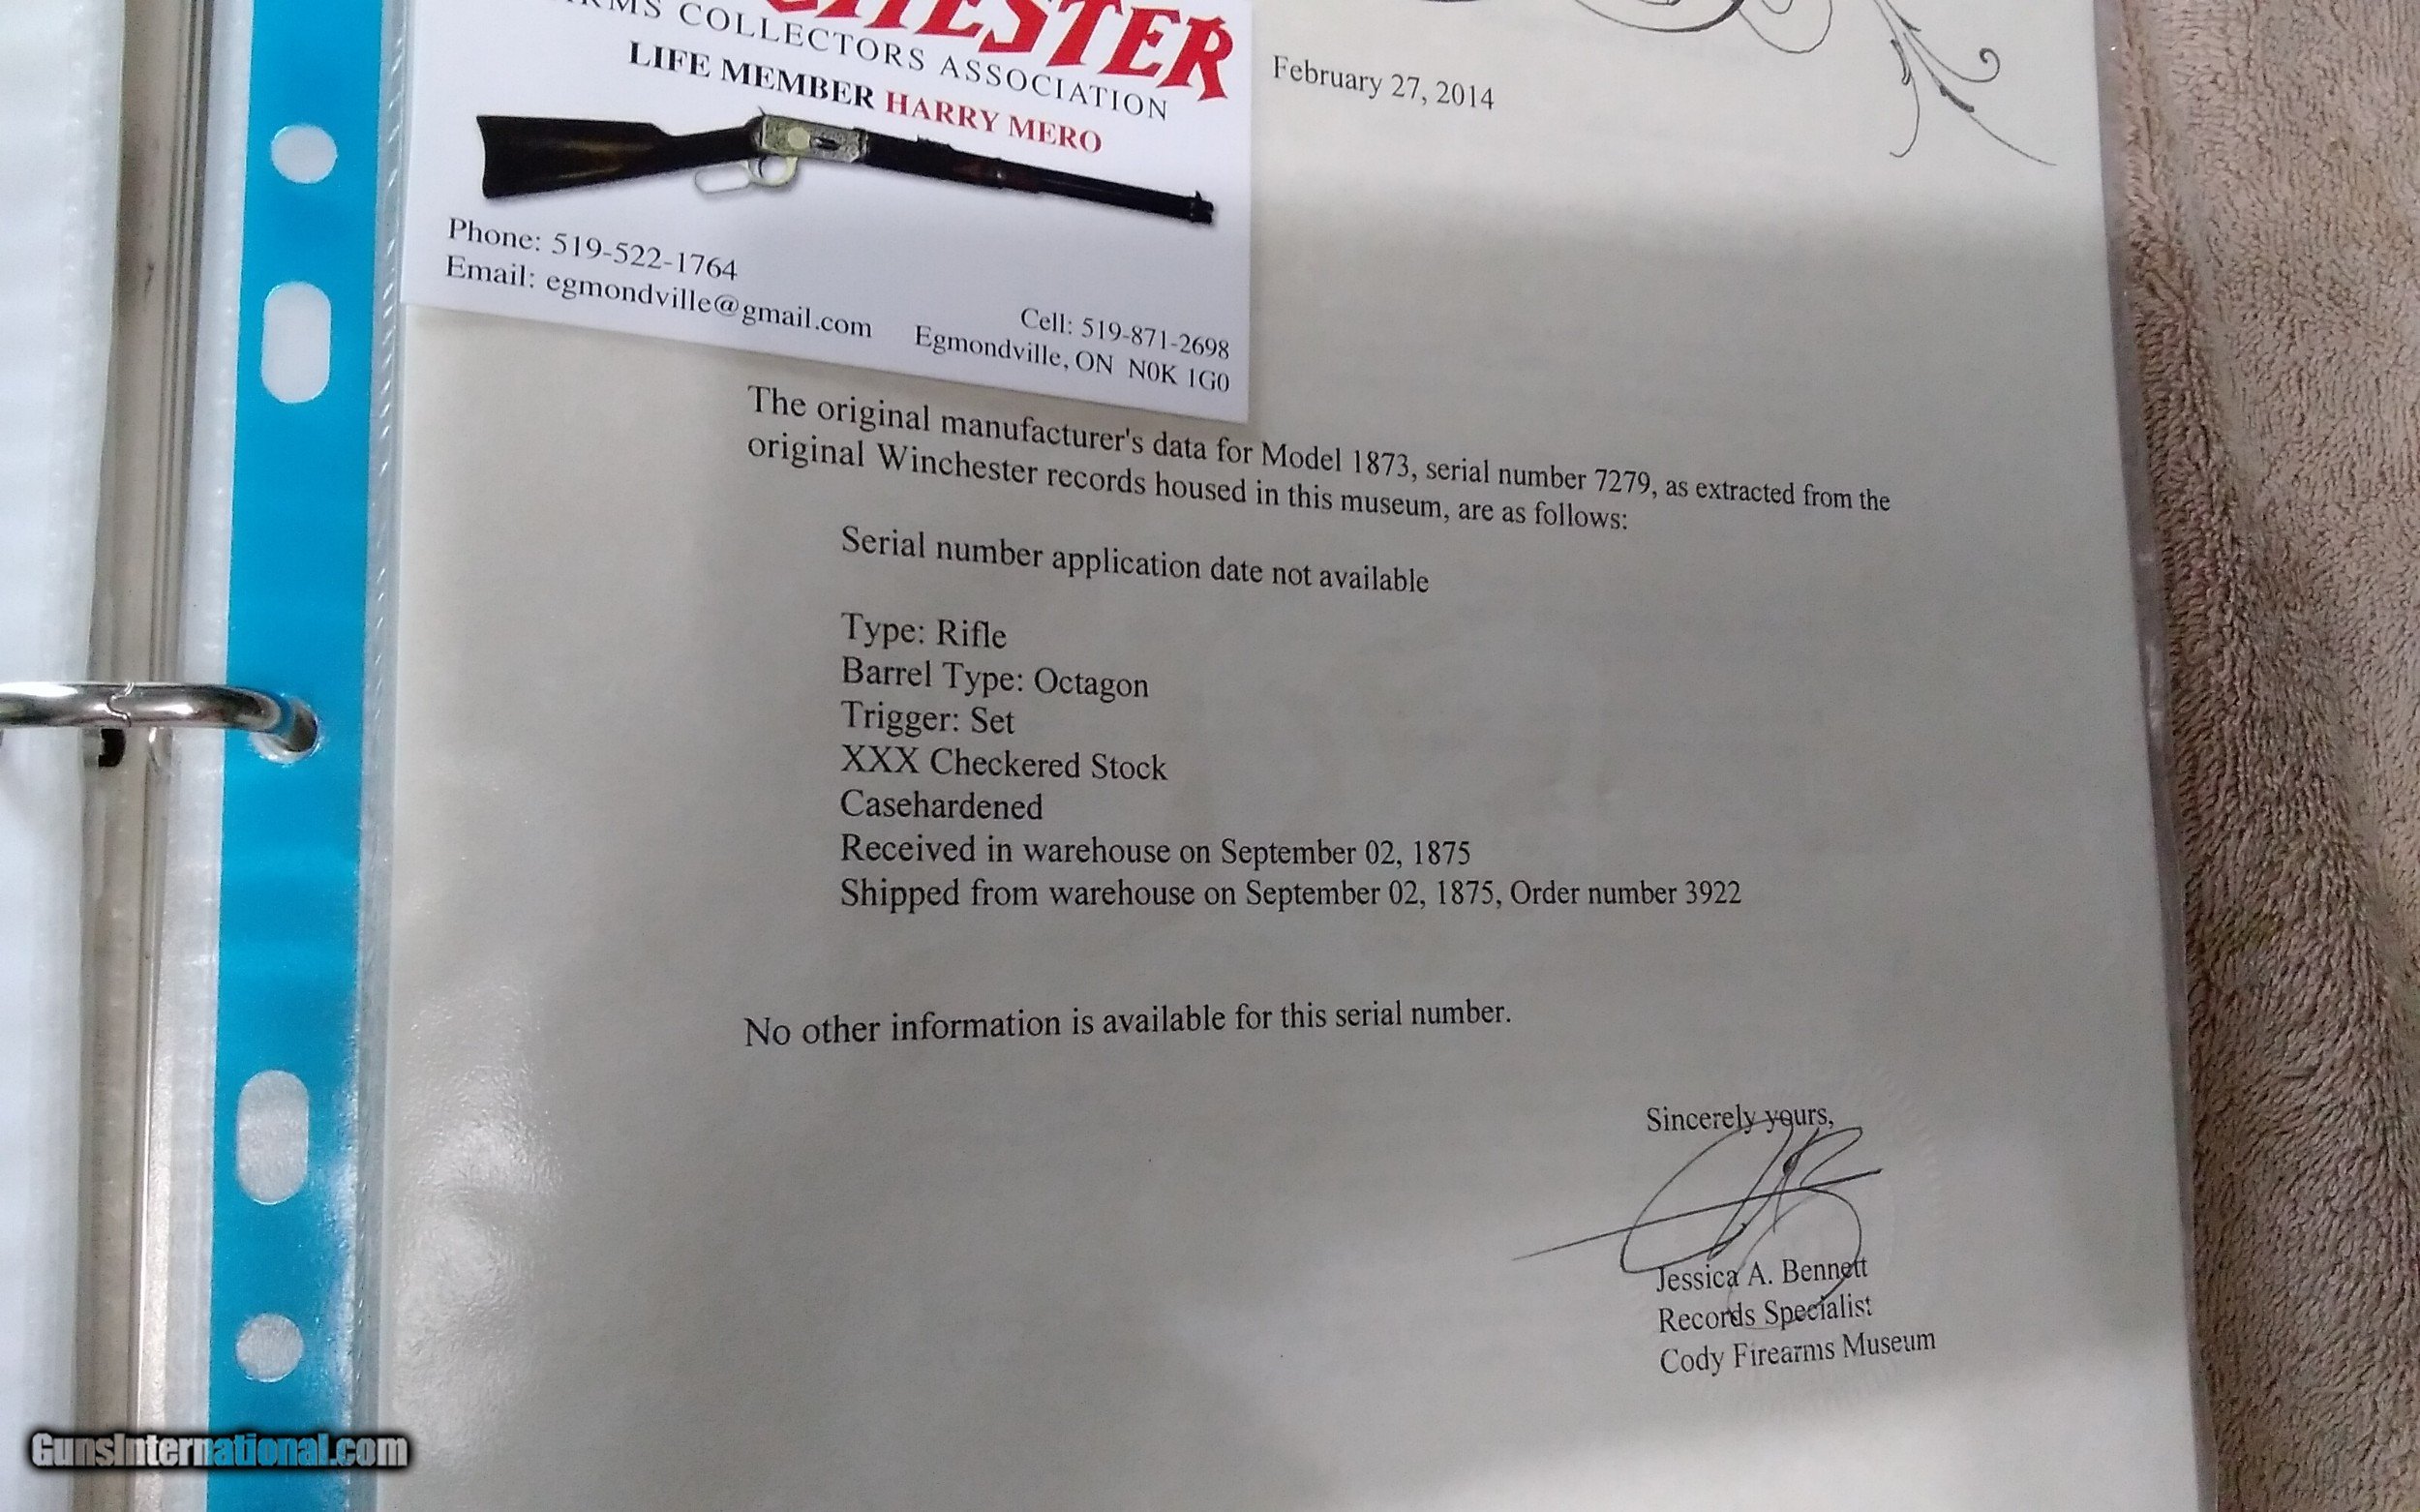 COLLECTORS ASSOCIATION
LIFE MEMBER HARRY MERO
Phone: 519-522-1764
Email: egmondville@gmail.com
Cell: 519-871-2698
Egmondville, ON N0K 1G0
February 27, 2014
The original manufacturer's data for Model 1873, serial number 7279, as extracted from the
original Winchester records housed in this museum, are as follows:
Serial number application date not available
Type: Rifle
Barrel Type: Octagon
Trigger: Set
XXX Checkered Stock
Casehardened
Received in warehouse on September 02, 1875
Shipped from warehouse on September 02, 1875, Order number 3922
No other information is available for this serial number.
Sincerely yours,
Jessica A. Bennett
Records Specialist
Cody Firearms Museum
GunsInternational.com